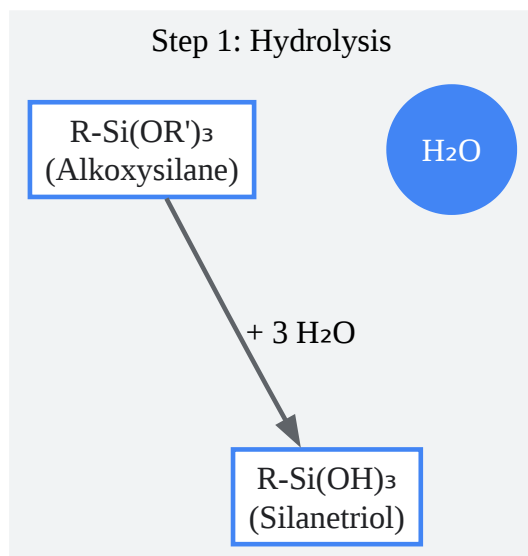 Step 1: Hydrolysis
R-Si(OR')₃
(Alkoxysilane)
H₂O
+ 3 H₂O
R-Si(OH)₃
(Silanetriol)